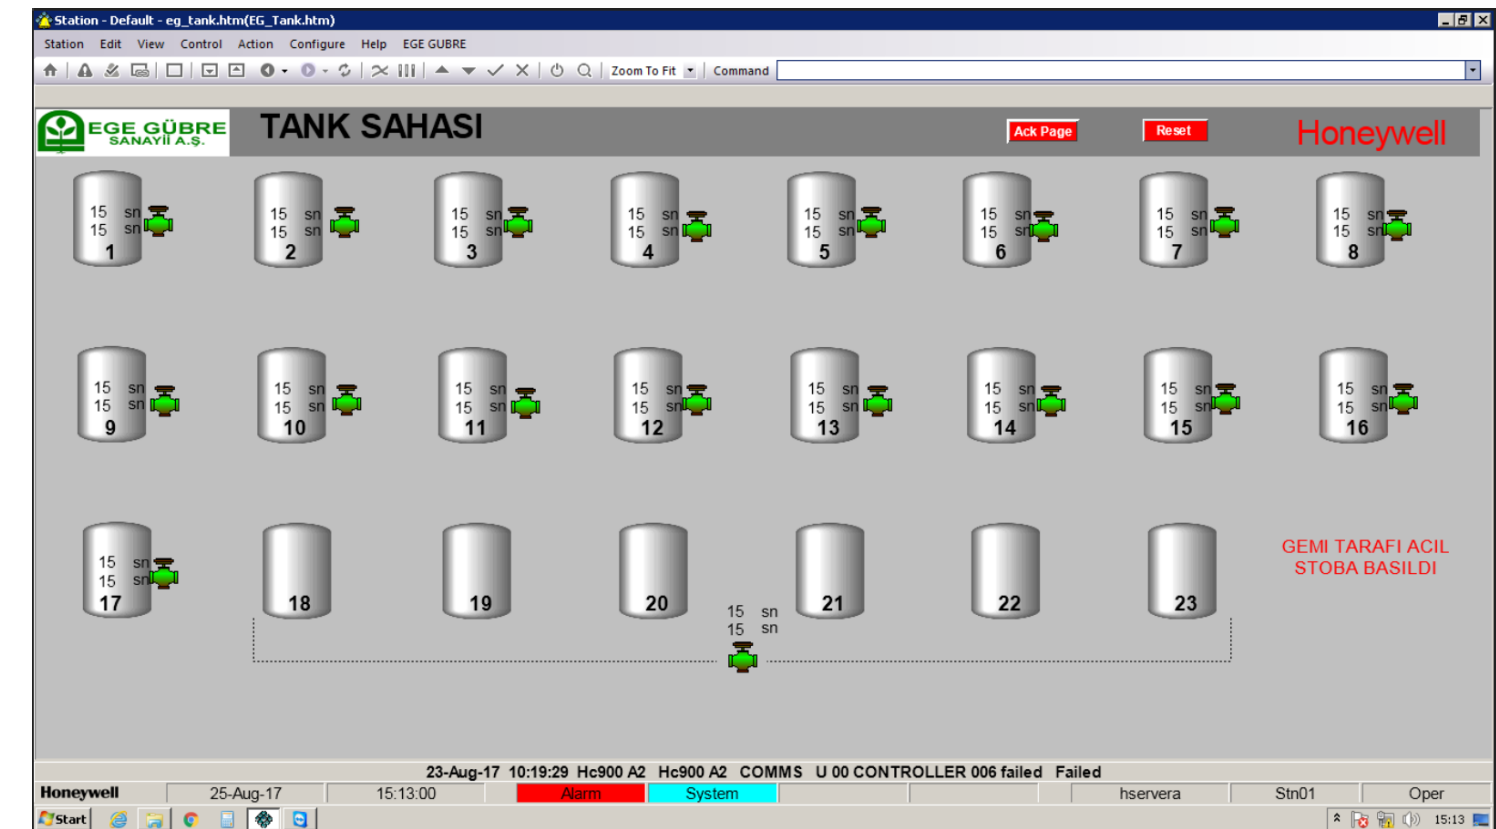 Station - Default - eg_tank.htm(EG_Tank.htm)
Station Edit View Control Action Configure Help EGE GUBRE
Zoom To Fit Command
EGE GÜBRE
SANAYİİ A.Ş.
TANK SAHASI
Ack Page
Reset
Honeywell
15 sn 15 sn 15 sn 15 sn 15 sn 15 sn 15 sn 15 sn
15 sn 15 sn 15 sn 15 sn 15 sn 15 sn 15 sn 15 sn
1 2 3 4 5 6 7 8
15 sn 15 sn 15 sn 15 sn 15 sn 15 sn 15 sn 15 sn
15 sn 15 sn 15 sn 15 sn 15 sn 15 sn 15 sn 15 sn
9 10 11 12 13 14 15 16
GEMI TARAFI ACIL
STOBA BASILDI
15 sn
15 sn
17 18 19 20 21 22 23
15 sn
15 sn
23-Aug-17 10:19:29 Hc900 A2 Hc900 A2 COMMS U 00 CONTROLLER 006 failed Failed
Honeywell 25-Aug-17 15:13:00 Alarm System hservera Stn01 Oper
Start 15:13